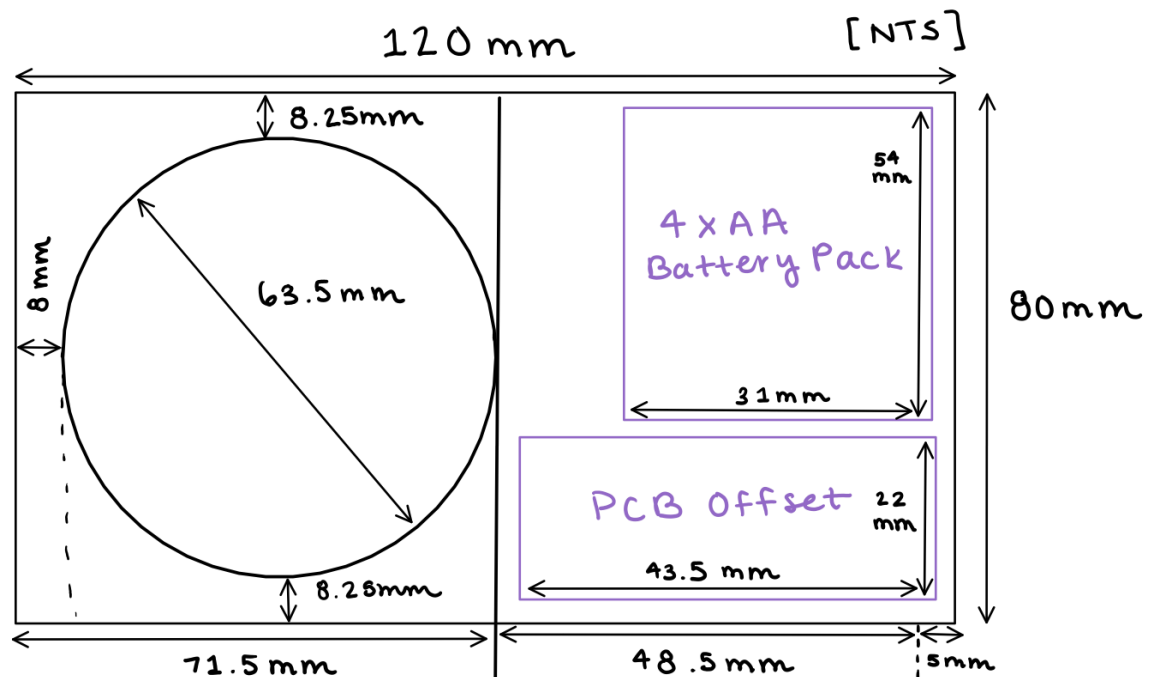 120 mm
[NTS]
8.25mm
54
mm
4 x AA
Battery Pack
8mm
63.5mm
80mm
31mm
PCB Offset
22
mm
43.5 mm
8.25mm
71.5mm
48.5mm
5mm